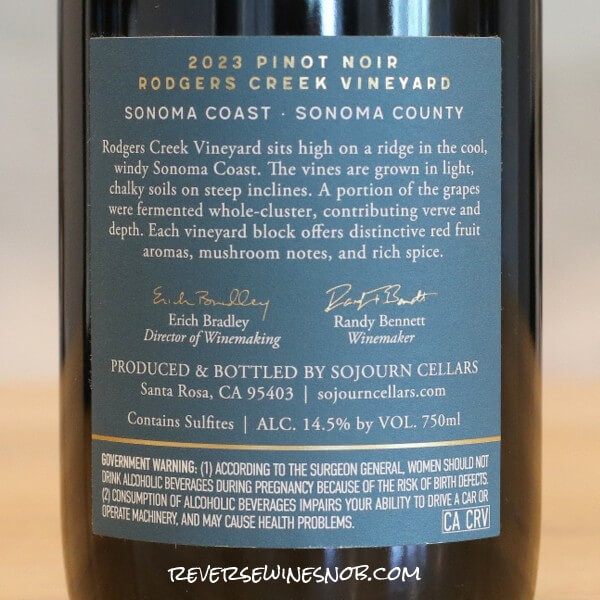 2023 PINOT NOIR
RODGERS CREEK VINEYARD
SONOMA COAST · SONOMA COUNTY
Rodgers Creek Vineyard sits high on a ridge in the cool,
windy Sonoma Coast. The vines are grown in light,
chalky soils on steep inclines. A portion of the grapes
were fermented whole-cluster, contributing verve and
depth. Each vineyard block offers distinctive red fruit
aromas, mushroom notes, and rich spice.
Erich Bradley
Randy Bennett
Director of Winemaking
Winemaker
PRODUCED & BOTTLED BY SOJOURN CELLARS
Santa Rosa, CA 95403 | sojourncellars.com
Contains Sulfites | ALC. 14.5% by VOL. 750ml
GOVERNMENT WARNING: (1) ACCORDING TO THE SURGEON GENERAL, WOMEN SHOULD NOT
DRINK ALCOHOLIC BEVERAGES DURING PREGNANCY BECAUSE OF THE RISK OF BIRTH DEFECTS.
(2) CONSUMPTION OF ALCOHOLIC BEVERAGES IMPAIRS YOUR ABILITY TO DRIVE A CAR OR
OPERATE MACHINERY, AND MAY CAUSE HEALTH PROBLEMS.
CA CRV
REVERSEWINESNOB.COM